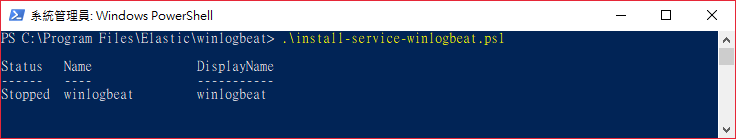 系統管理員: Windows PowerShell
PS C:\Program Files\Elastic\winlogbeat> .\install-service-winlogbeat.ps1
Status   Name               DisplayName
------   ----               -----------
Stopped  winlogbeat         winlogbeat